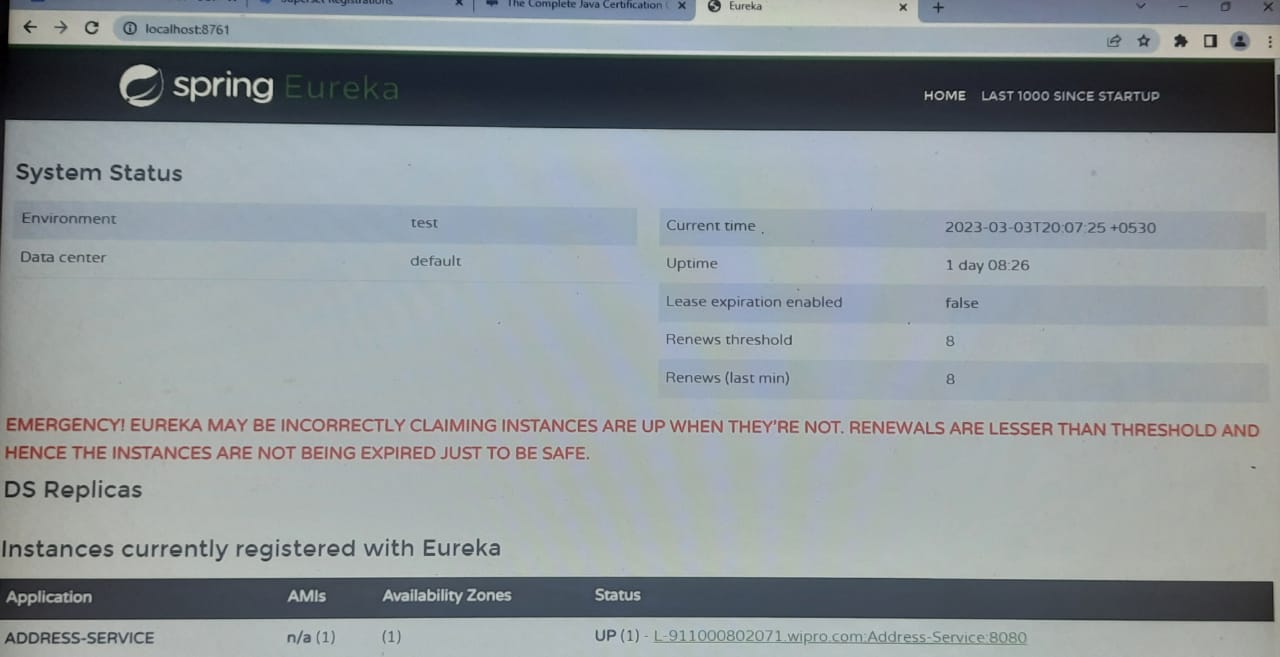 Superset Registrations
The Complete Java Certification
Eureka
localhost:8761
spring Eureka
HOME LAST 1000 SINCE STARTUP
System Status
Environment test
Data center default
Current time 2023-03-03T20:07:25 +0530
Uptime 1 day 08:26
Lease expiration enabled false
Renews threshold 8
Renews (last min) 8
EMERGENCY! EUREKA MAY BE INCORRECTLY CLAIMING INSTANCES ARE UP WHEN THEY'RE NOT. RENEWALS ARE LESSER THAN THRESHOLD AND
HENCE THE INSTANCES ARE NOT BEING EXPIRED JUST TO BE SAFE.
DS Replicas
Instances currently registered with Eureka
Application AMIs Availability Zones Status
ADDRESS-SERVICE n/a (1) (1) UP (1) - L-911000802071.wipro.com:Address-Service:8080